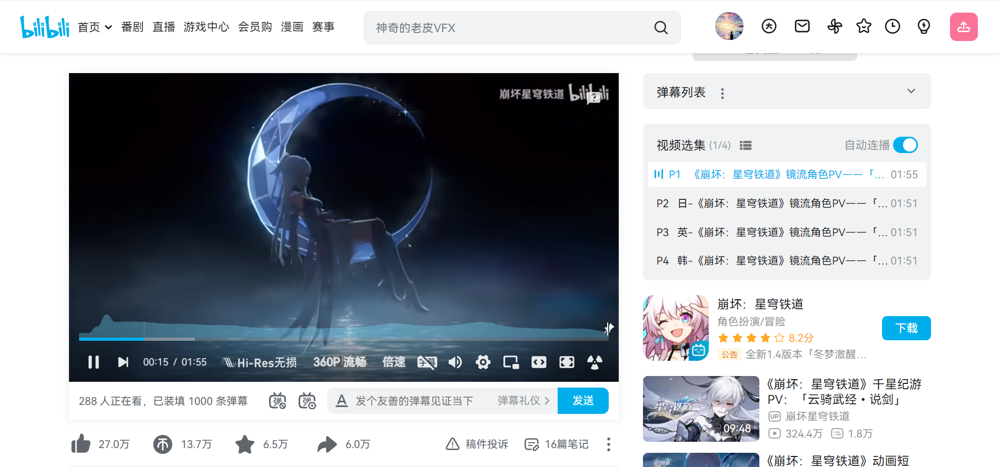 bilibili 首页 番剧 直播 游戏中心 会员购 漫画 赛事 神奇的老皮VFX
崩坏星穹铁道 bilibili
00:15 / 01:55 Hi-Res无损 360P 流畅 倍速 字幕
288 人正在看，已装填 1000 条弹幕 弹 弹 A 发个友善的弹幕见证当下 弹幕礼仪 发送
27.0万 13.7万 6.5万 6.0万 稿件投诉 16篇笔记
弹幕列表
视频选集 (1/4) 自动连播
P1 《崩坏：星穹铁道》镜流角色PV——「... 01:55
P2 日-《崩坏：星穹铁道》镜流角色PV——「... 01:51
P3 英-《崩坏：星穹铁道》镜流角色PV——「... 01:51
P4 韩-《崩坏：星穹铁道》镜流角色PV——「... 01:51
崩坏：星穹铁道
角色扮演/冒险
8.2分
公告 全新1.4版本「冬梦激醒...
下载
星穹铁道
09:48
《崩坏：星穹铁道》千星纪游
PV：「云骑武经·说剑」
UP 崩坏星穹铁道
324.4万 1.8万
《崩坏：星穹铁道》动画短